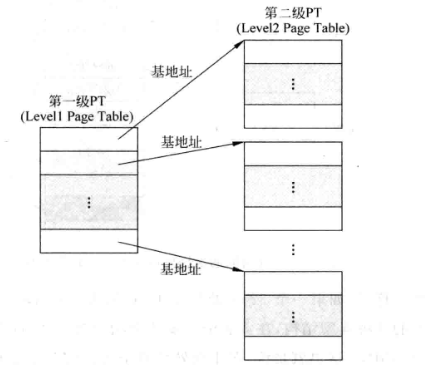 第二级PT
(Level2 Page Table)
基地址
第一级PT
(Level1 Page Table)
基地址
基地址